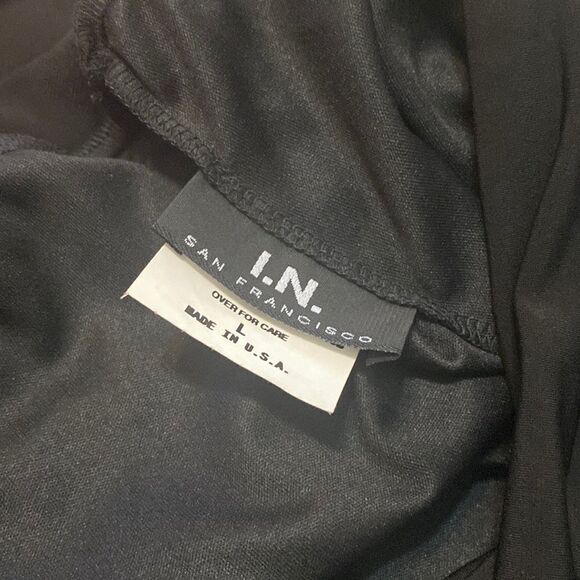 I.N.
SAN FRANCISCO
OVER FOR CARE
L
MADE IN U.S.A.